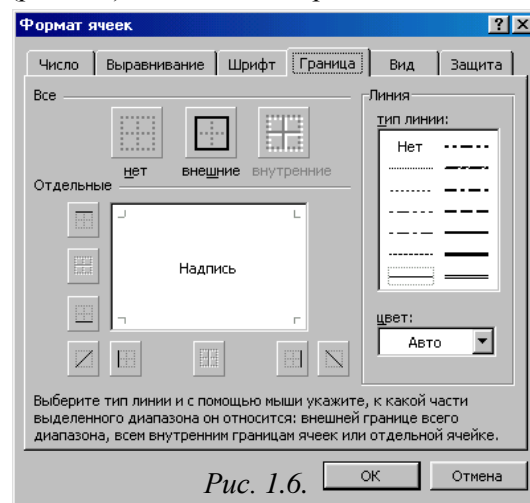 Формат ячеек
Число Выравнивание Шрифт Граница Вид Защита
Все
нет внешние внутренние
Отдельные
Надпись
Линия
тип линии:
Нет
цвет:
Авто
Выберите тип линии и с помощью мыши укажите, к какой части
выделенного диапазона он относится: внешней границе всего
диапазона, всем внутренним границам ячеек или отдельной ячейке.
Рис. 1.6.
ОК Отмена